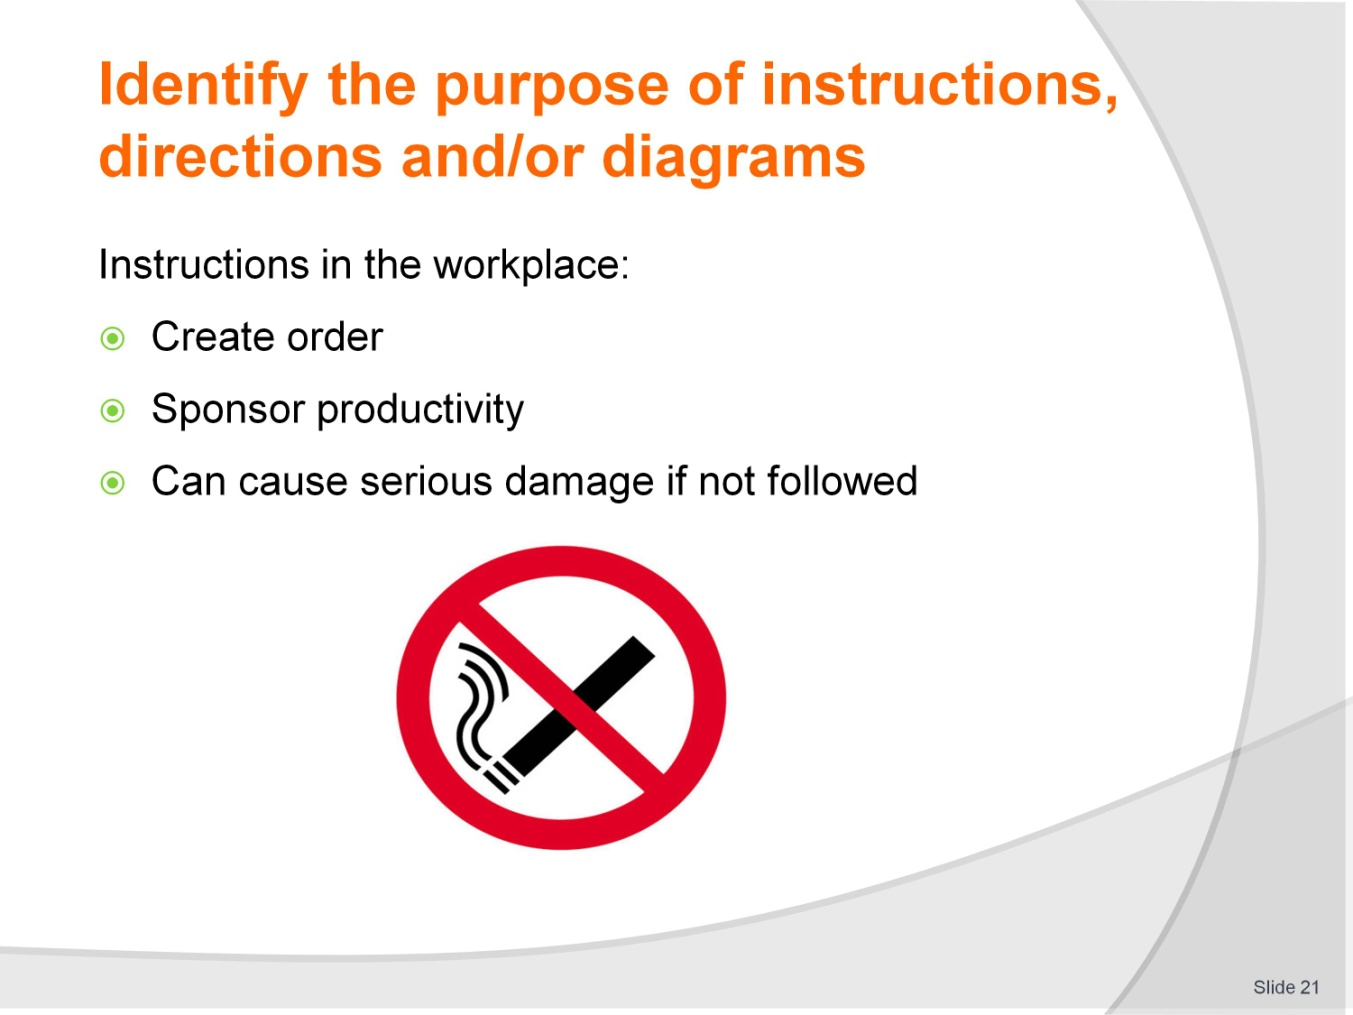 Identify the purpose of instructions,
directions and/or diagrams
Instructions in the workplace:
Create order
Sponsor productivity
Can cause serious damage if not followed
Slide 21